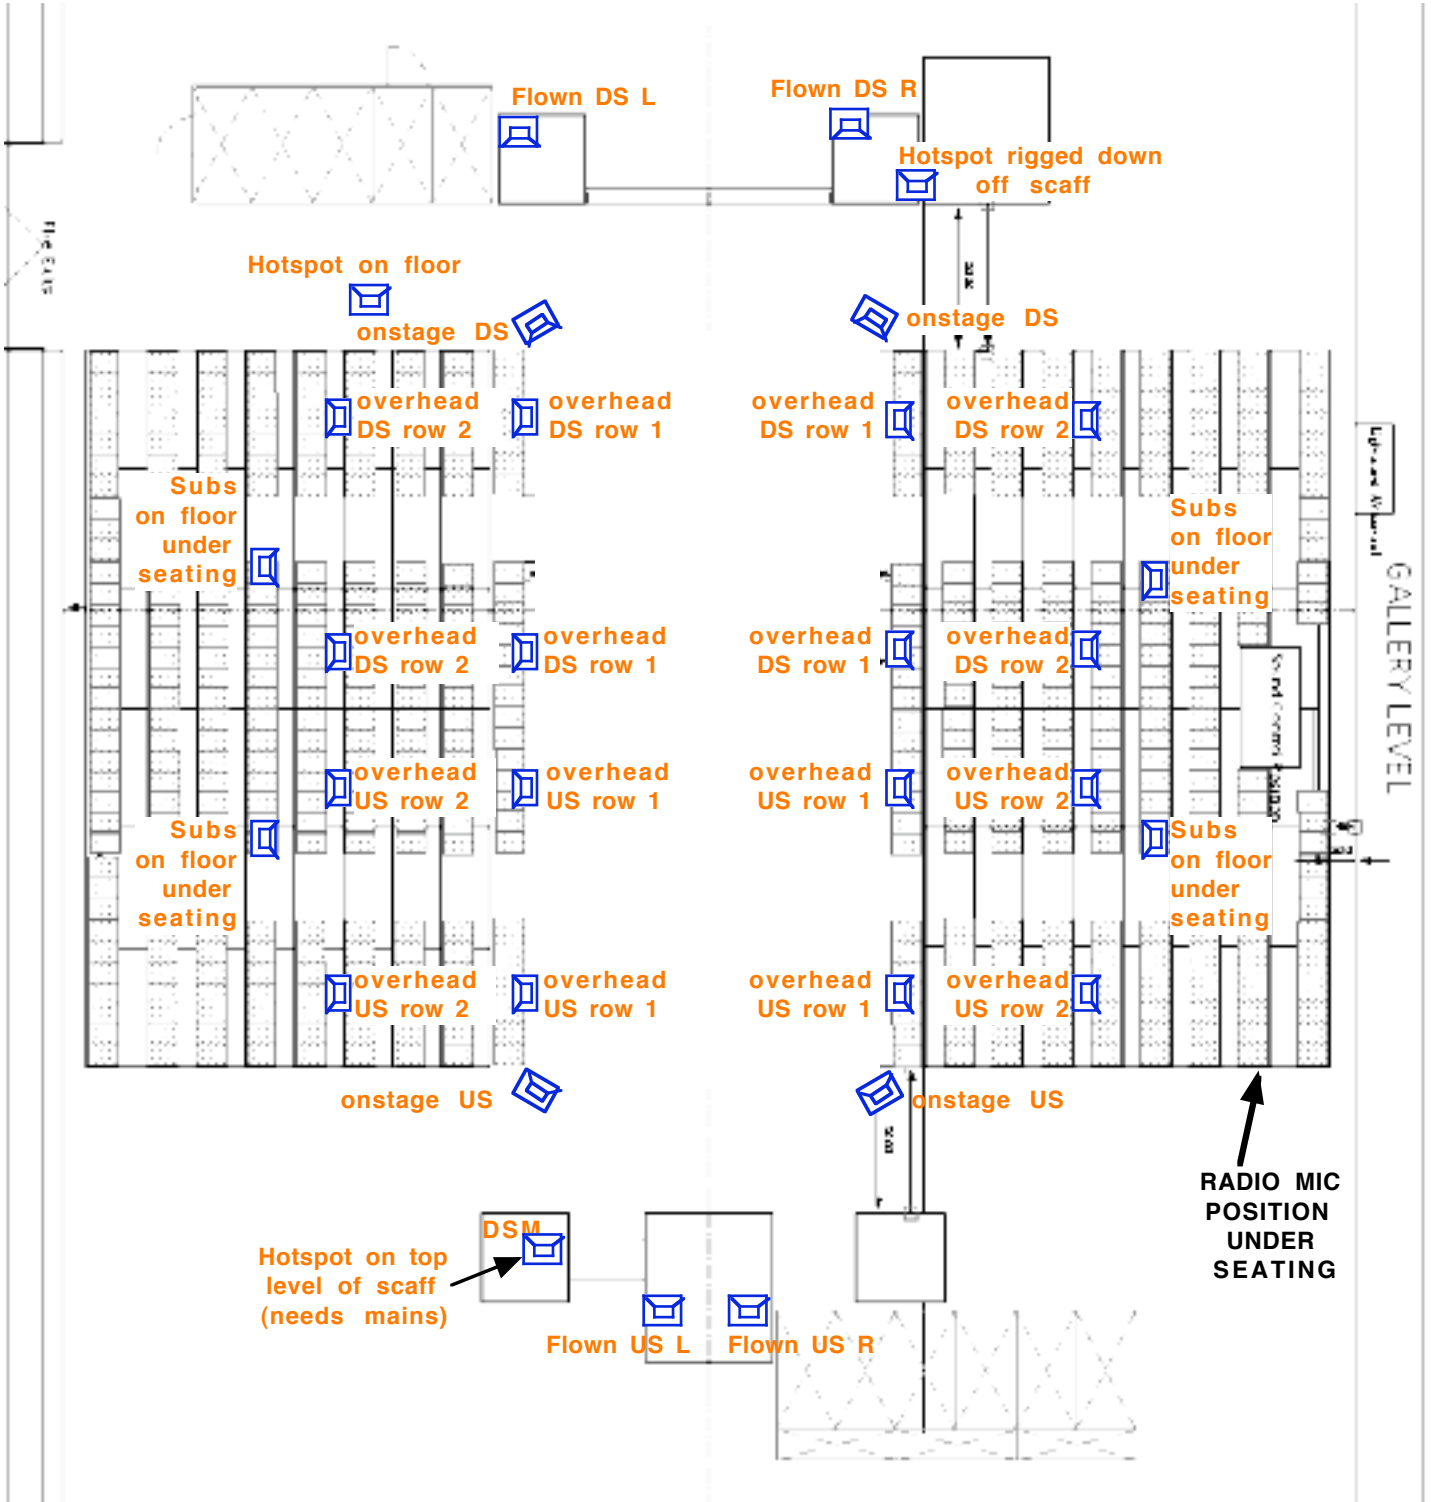 Flown DS L
Flown DS R
Hotspot rigged down
off scaff
Hotspot on floor
onstage DS
onstage DS
overhead
DS row 2
overhead
DS row 1
overhead
DS row 1
overhead
DS row 2
Subs
on floor
under
seating
Subs
on floor
under
seating
GALLERY LEVEL
overhead
DS row 2
overhead
DS row 1
overhead
DS row 1
overhead
DS row 2
overhead
US row 2
overhead
US row 1
overhead
US row 1
overhead
US row 2
Subs
on floor
under
seating
Subs
on floor
under
seating
overhead
US row 2
overhead
US row 1
overhead
US row 1
overhead
US row 2
onstage US
onstage US
RADIO MIC
POSITION
UNDER
SEATING
DSM
Hotspot on top
level of scaff
(needs mains)
Flown US L
Flown US R